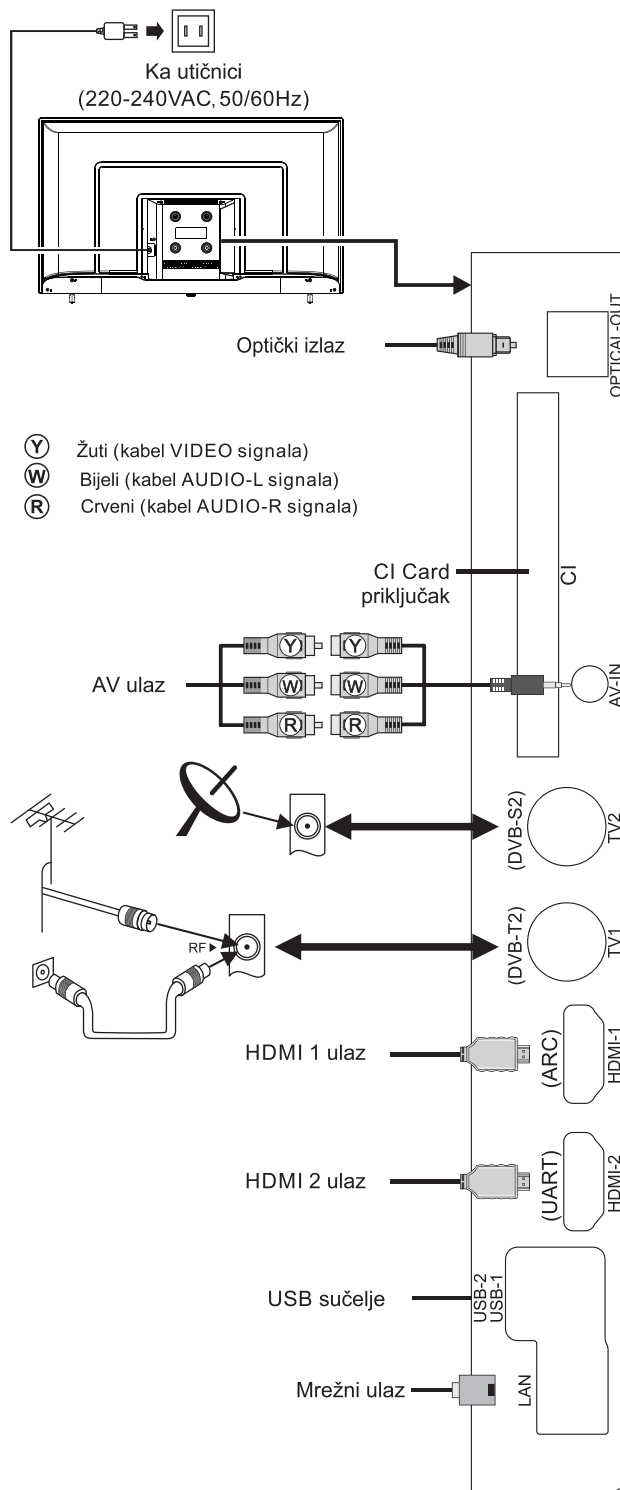 Ka utičnici
(220-240VAC, 50/60Hz)
OPTICAL-OUT
Optički izlaz
Y Žuti (kabel VIDEO signala)
W Bijeli (kabel AUDIO-L signala)
R Crveni (kabel AUDIO-R signala)
CI Card
priključak
CI
Y Y
AV ulaz
W W
AV-IN
R R
(DVB-S2)
TV2
RF
(DVB-T2)
TV1
HDMI 1 ulaz
(ARC)
HDMI-1
HDMI 2 ulaz
(UART)
HDMI-2
USB sučelje
USB-2
USB-1
Mrežni ulaz
LAN